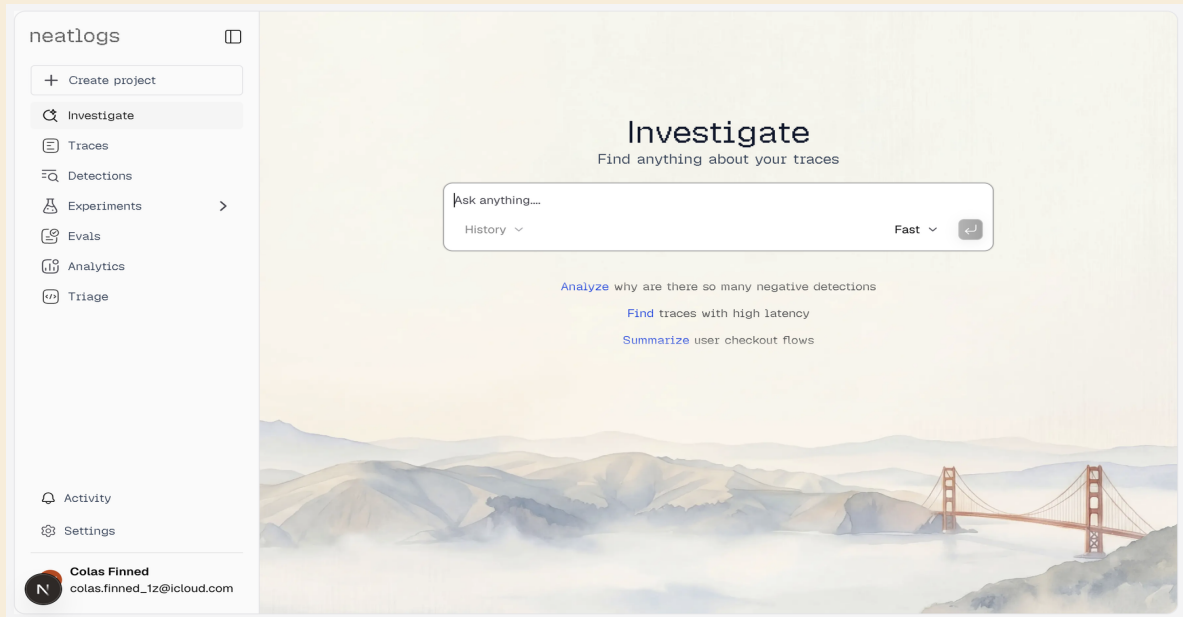 neatlogs
Create project
Investigate
Traces
Detections
Experiments
Evals
Analytics
Triage
Activity
Settings
Colas Finned
colas.finned_1z@icloud.com
N
Investigate
Find anything about your traces
Ask anything....
History
Fast
Analyze why are there so many negative detections
Find traces with high latency
Summarize user checkout flows